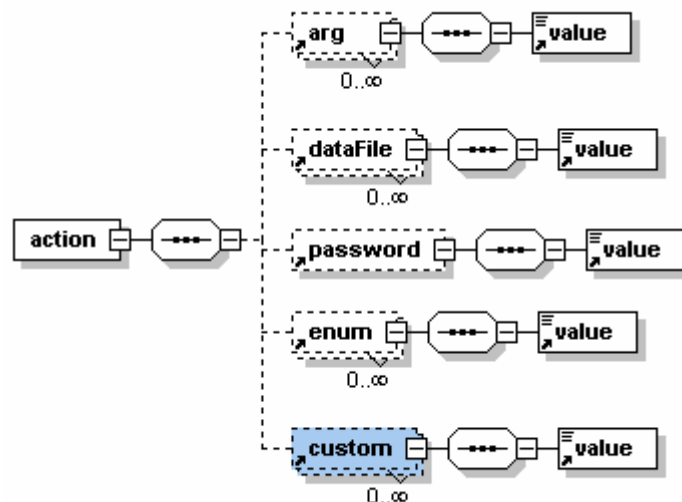 arg value
0..∞
dataFile value
0..∞
action
password value
enum value
0..∞
custom value
0..∞